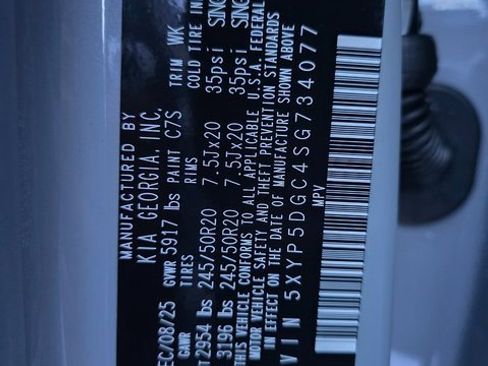 MANUFACTURED BY
KIA GEORGIA, INC.
EC/08/25 GVWR 5917 lbs PAINT C7S TRIM WK
GAWR TIRES RIMS COLD TIRE IN
T2954 lbs 245/50R20 7.5Jx20 35psi SING
3196 lbs 245/50R20 7.5Jx20 35psi SING
THIS VEHICLE CONFORMS TO ALL APPLICABLE U.S.A. FEDERAL
MOTOR VEHICLE SAFETY AND THEFT PREVENTION STANDARDS
IN EFFECT ON THE DATE OF MANUFACTURE SHOWN ABOVE
VIN 5XYP5DGC4SG734077
MPV